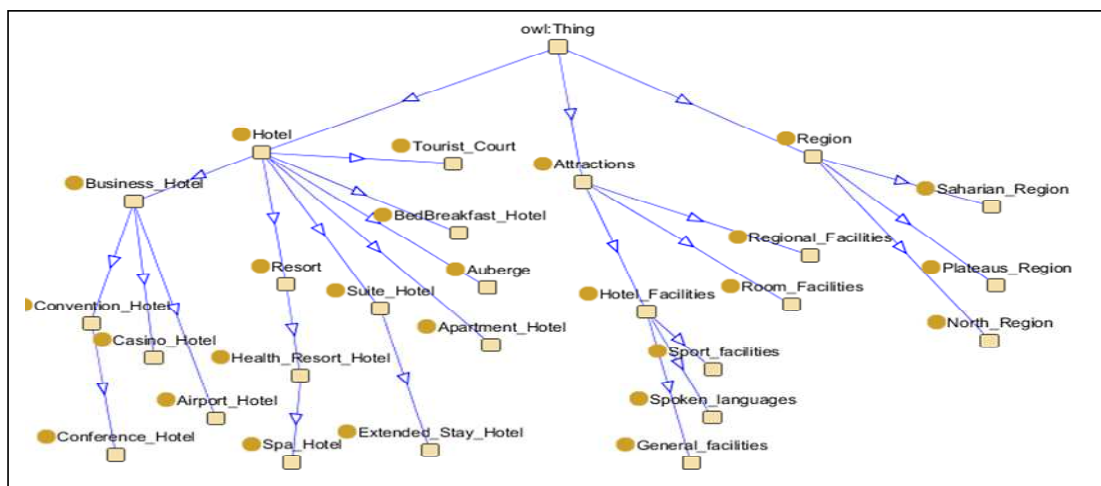 owl:Thing
Hotel
Tourist_Court
Attractions
Region
Business_Hotel
Saharian_Region
BedBreakfast_Hotel
Regional_Facilities
Resort
Auberge
Plateaus_Region
Suite_Hotel
Hotel_Facilities
Room_Facilities
Convention_Hotel
Apartment_Hotel
North_Region
Casino_Hotel
Health_Resort_Hotel
Sport_facilities
Airport_Hotel
Spoken_languages
Conference_Hotel
Spa_Hotel
Extended_Stay_Hotel
General_facilities